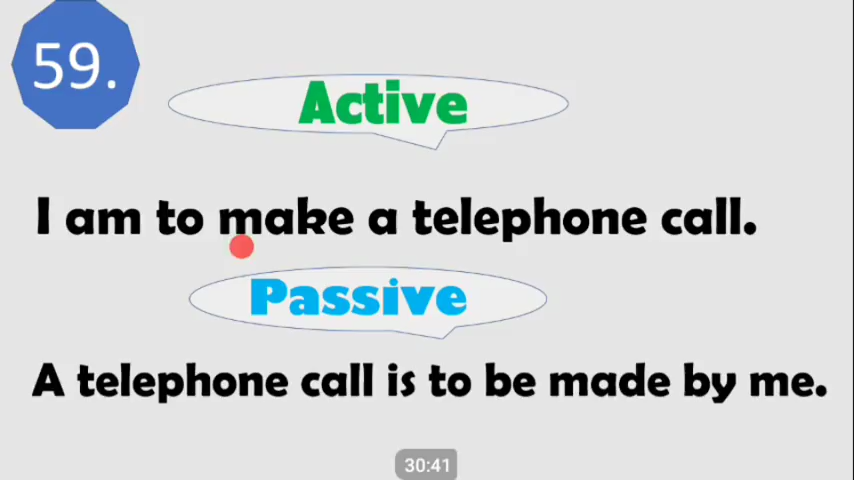 59.
Active
I am to make a telephone call.
Passive
A telephone call is to be made by me.
30:41